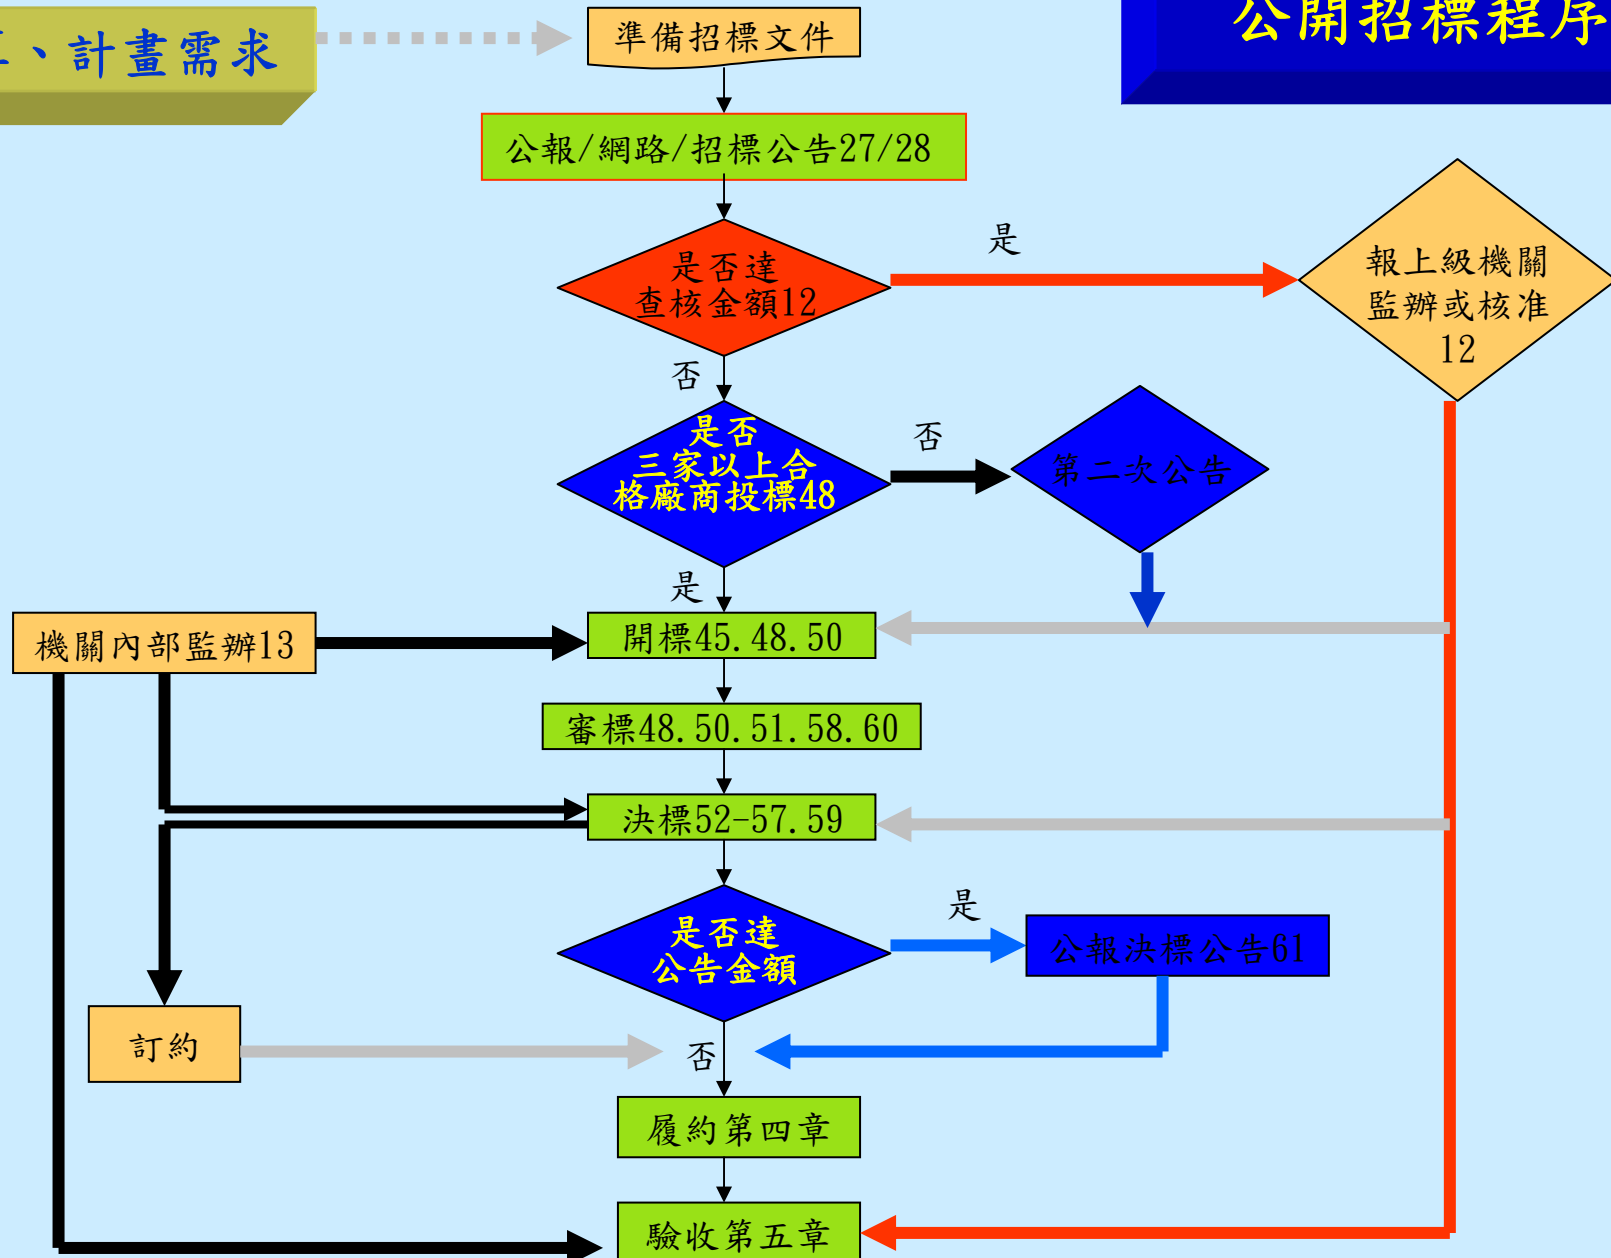 、計畫需求
準備招標文件
公開招標程序
公報/網路/招標公告27/28
是否達
查核金額12
是
報上級機關
監辦或核准
12
否
是否
三家以上合
格廠商投標48
否
第二次公告
是
機關內部監辦13
開標45.48.50
審標48.50.51.58.60
決標52-57.59
是否達
公告金額
是
公報決標公告61
訂約
否
履約第四章
驗收第五章